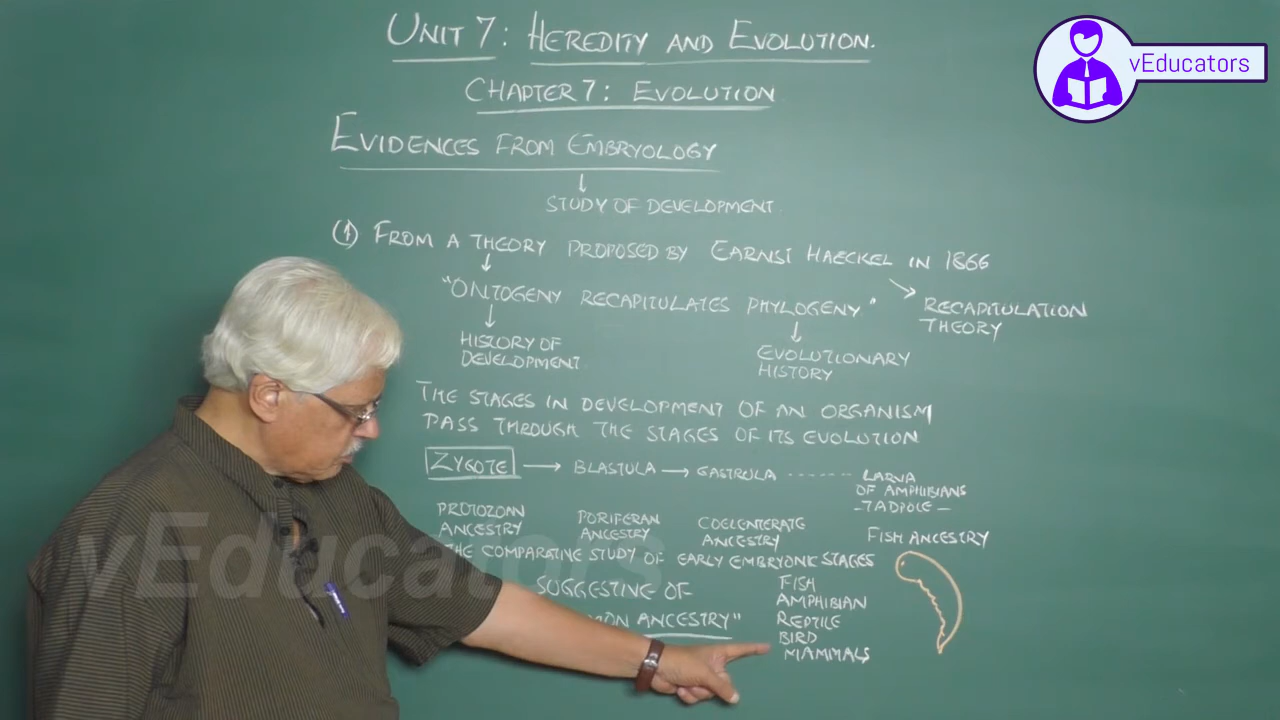 UNIT 7: HEREDITY AND EVOLUTION.
vEducators
CHAPTER 7: EVOLUTION
EVIDENCES FROM EMBRYOLOGY
STUDY OF DEVELOPMENT
① FROM A THEORY PROPOSED BY EARNST HAECKEL IN 1866
"ONTOGENY RECAPITULATES PHYLOGENY"
RECAPITULATION
THEORY
HISTORY OF
DEVELOPMENT
EVOLUTIONARY
HISTORY
THE STAGES IN DEVELOPMENT OF AN ORGANISM
PASS THROUGH THE STAGES OF ITS EVOLUTION
ZYGOTE → BLASTULA → GASTRULA ------ LARVA
OF AMPHIBIANS
- TADPOLE -
PROTOZOAN
ANCESTRY
PORIFERAN
ANCESTRY
COELENTERATE
ANCESTRY
FISH ANCESTRY
THE COMPARATIVE STUDY OF EARLY EMBRYONIC STAGES
SUGGESTIVE OF
ANCESTRY"
FISH
AMPHIBIAN
REPTILE
BIRD
MAMMALS
vEducators